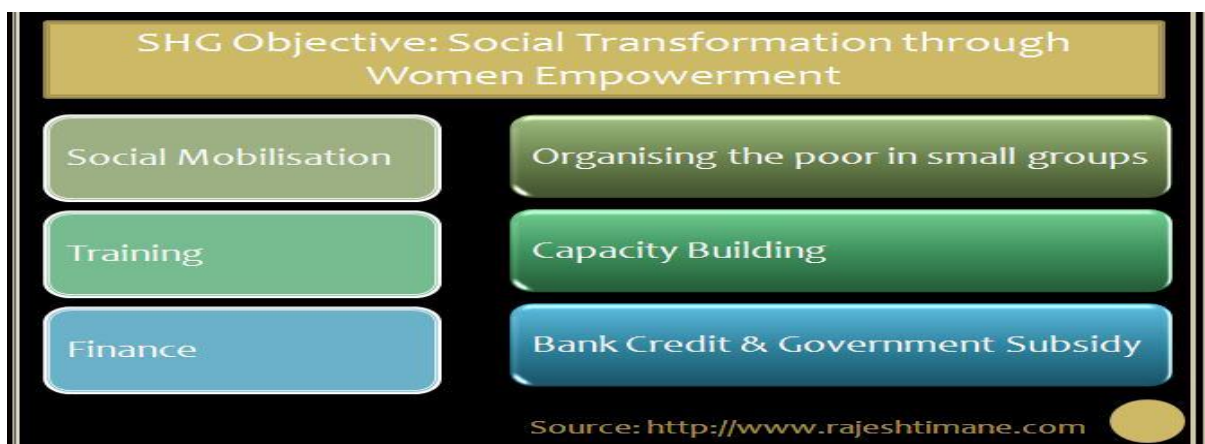 SHG Objective: Social Transformation through
Women Empowerment
Social Mobilisation
Organising the poor in small groups
Training
Capacity Building
Finance
Bank Credit & Government Subsidy
Source: http://www.rajeshtimane.com